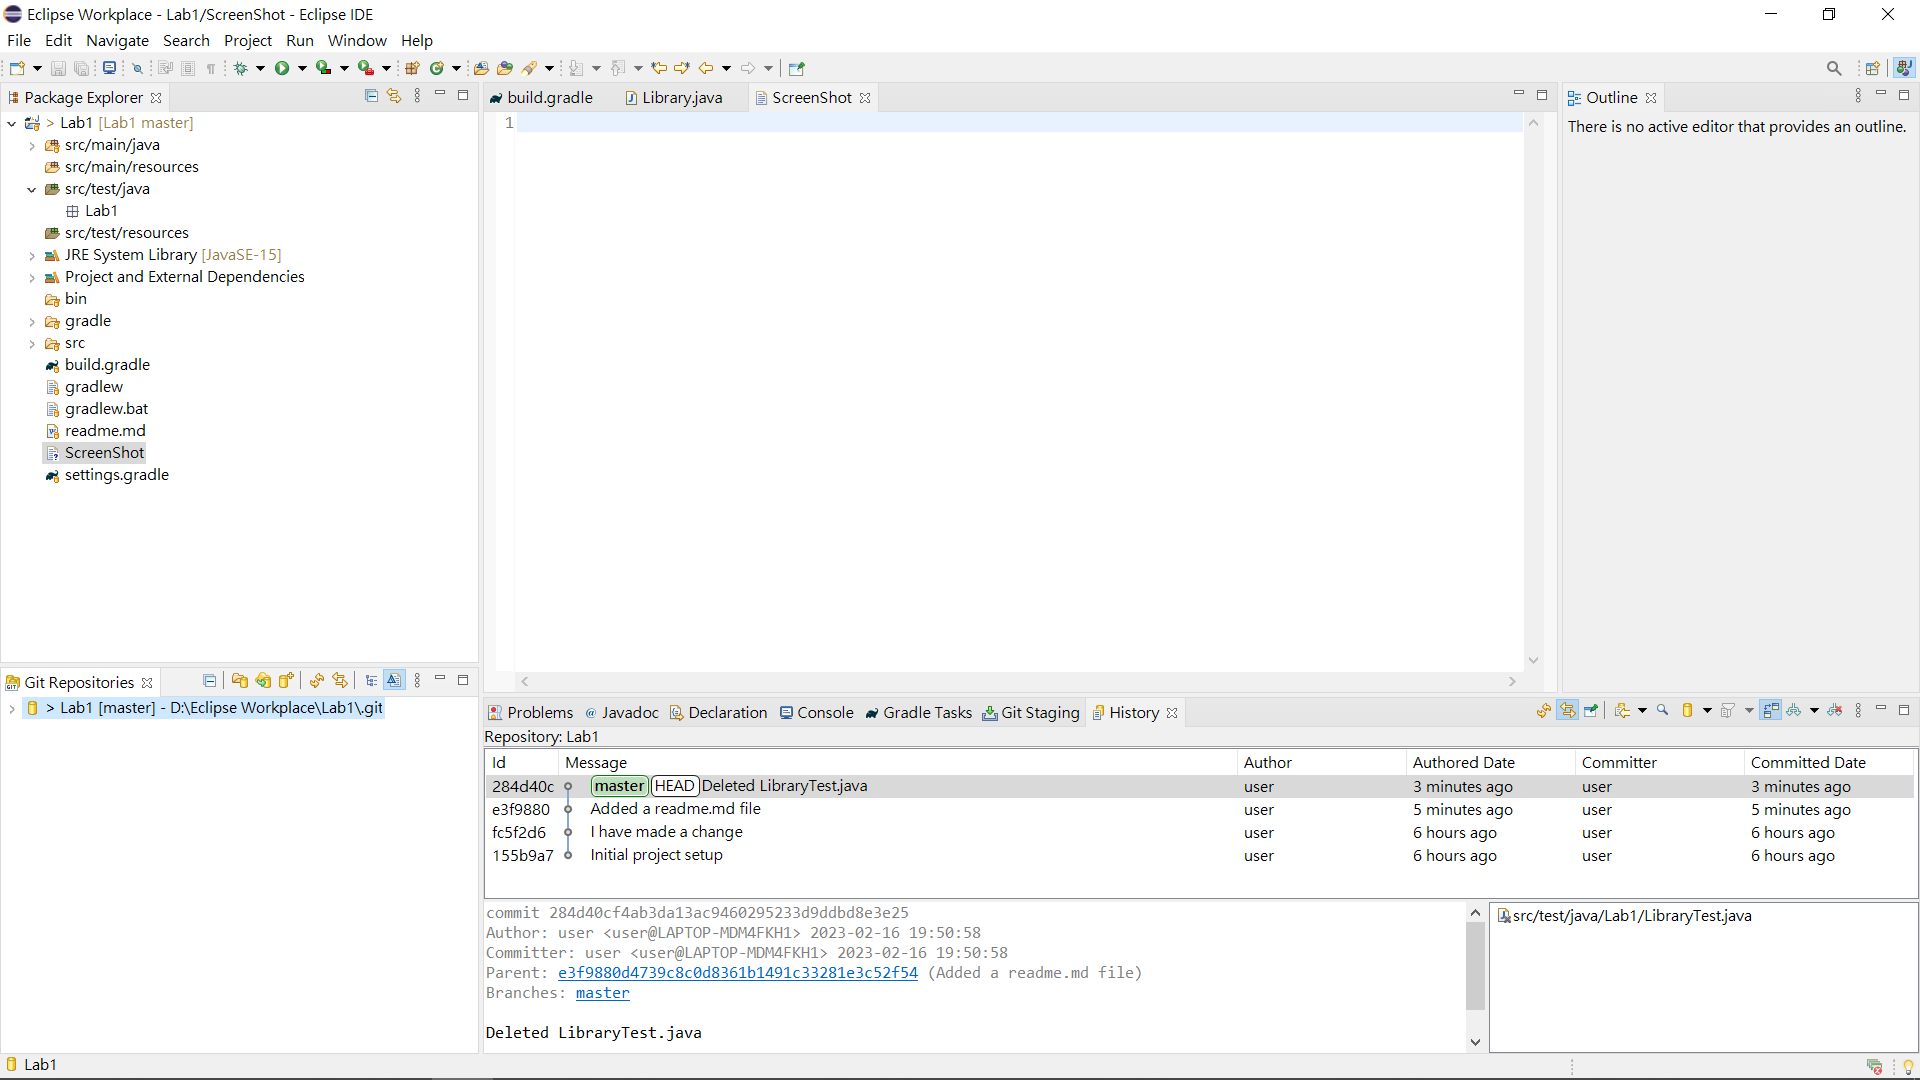 Eclipse Workplace - Lab1/ScreenShot - Eclipse IDE
File Edit Navigate Search Project Run Window Help
Package Explorer
> Lab1 [Lab1 master]
src/main/java
src/main/resources
src/test/java
Lab1
src/test/resources
JRE System Library [JavaSE-15]
Project and External Dependencies
bin
gradle
src
build.gradle
gradlew
gradlew.bat
readme.md
ScreenShot
settings.gradle
build.gradle Library.java ScreenShot
1
Outline
There is no active editor that provides an outline.
Git Repositories
> Lab1 [master] - D:\Eclipse Workplace\Lab1\.git
Problems @ Javadoc Declaration Console Gradle Tasks Git Staging History
Repository: Lab1
Id Message Author Authored Date Committer Committed Date
284d40c master HEAD Deleted LibraryTest.java user 3 minutes ago user 3 minutes ago
e3f9880 Added a readme.md file user 5 minutes ago user 5 minutes ago
fc5f2d6 I have made a change user 6 hours ago user 6 hours ago
155b9a7 Initial project setup user 6 hours ago user 6 hours ago
commit 284d40cf4ab3da13ac9460295233d9ddbd8e3e25
Author: user <user@LAPTOP-MDM4FKH1> 2023-02-16 19:50:58
Committer: user <user@LAPTOP-MDM4FKH1> 2023-02-16 19:50:58
Parent: e3f9880d4739c8c0d8361b1491c33281e3c52f54 (Added a readme.md file)
Branches: master
Deleted LibraryTest.java
src/test/java/Lab1/LibraryTest.java
Lab1